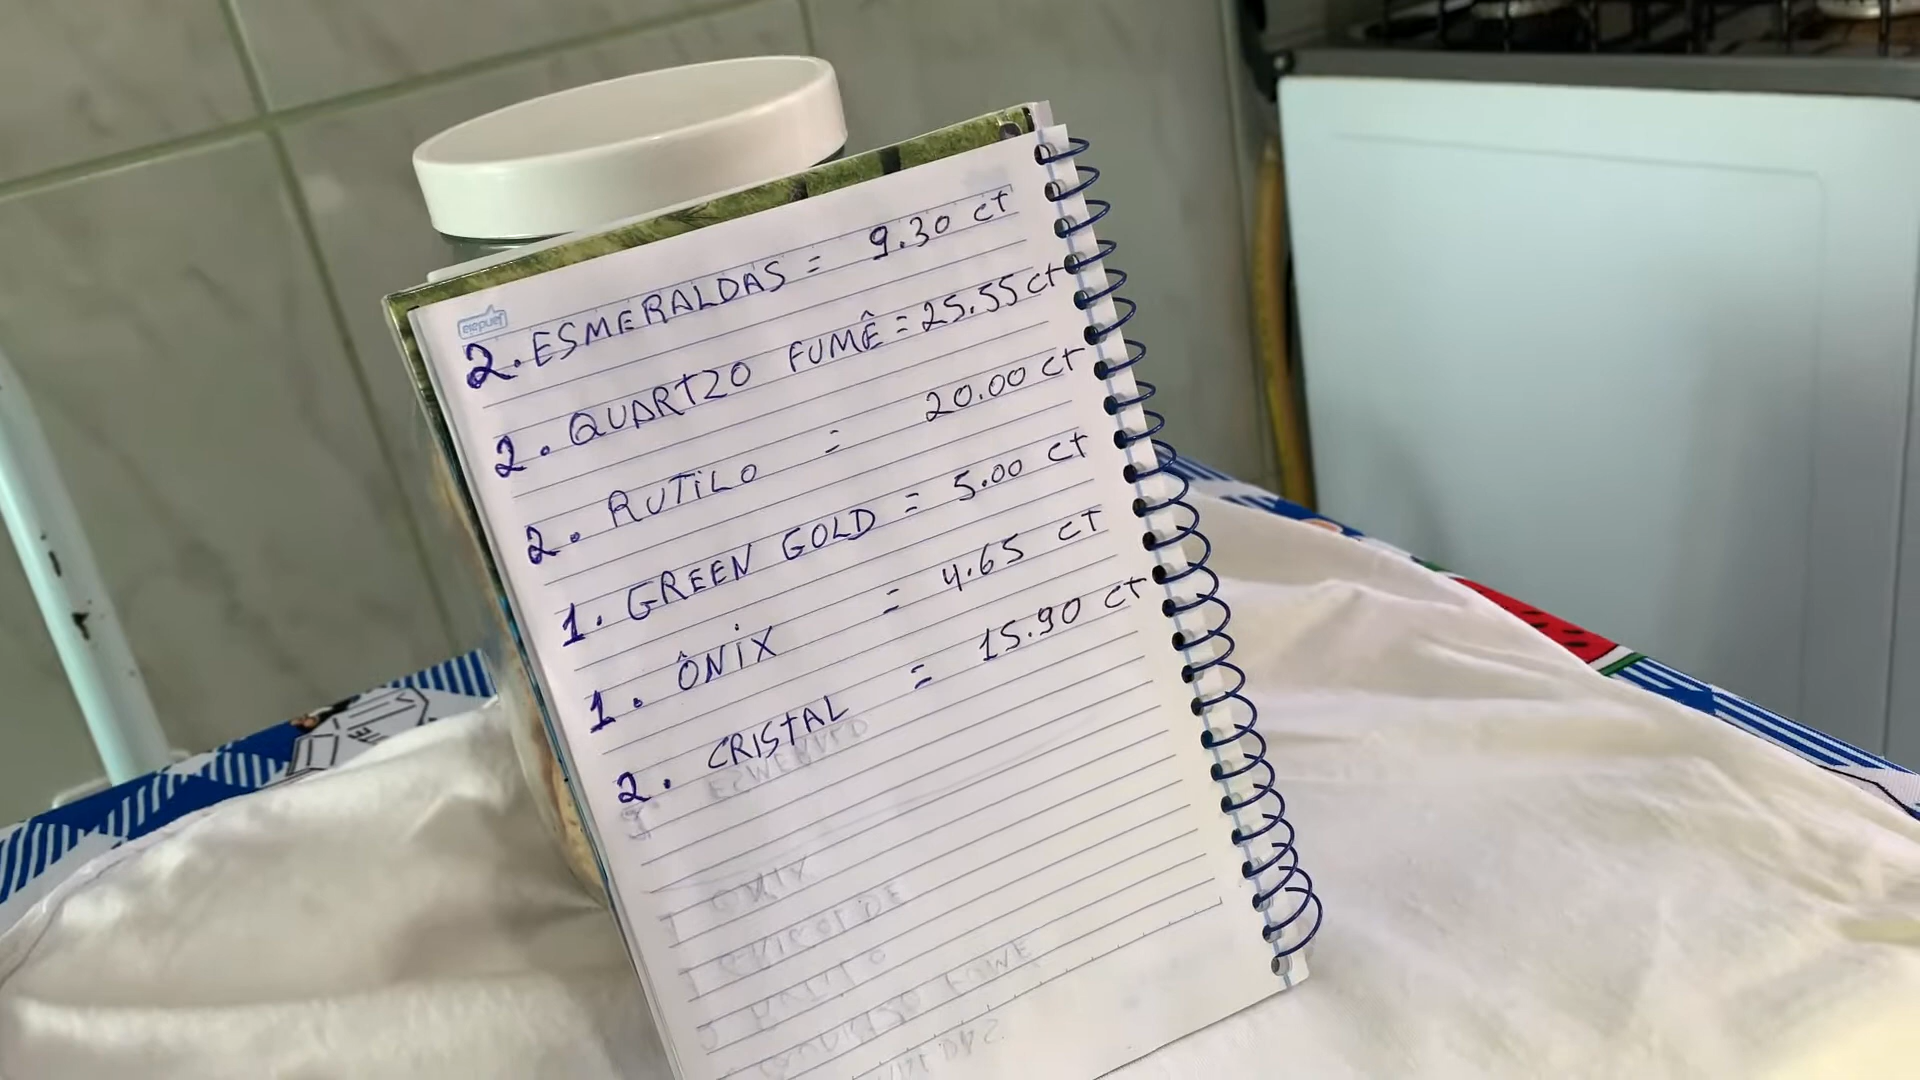 jandaia
2. ESMERALDAS = 9.30 ct
2. QUARTZO FUMÊ = 25.55 ct
2. RUTILO = 20.00 ct
1. GREEN GOLD = 5.00 ct
1. ÔNIX = 4.65 ct
2. CRISTAL = 15.90 ct